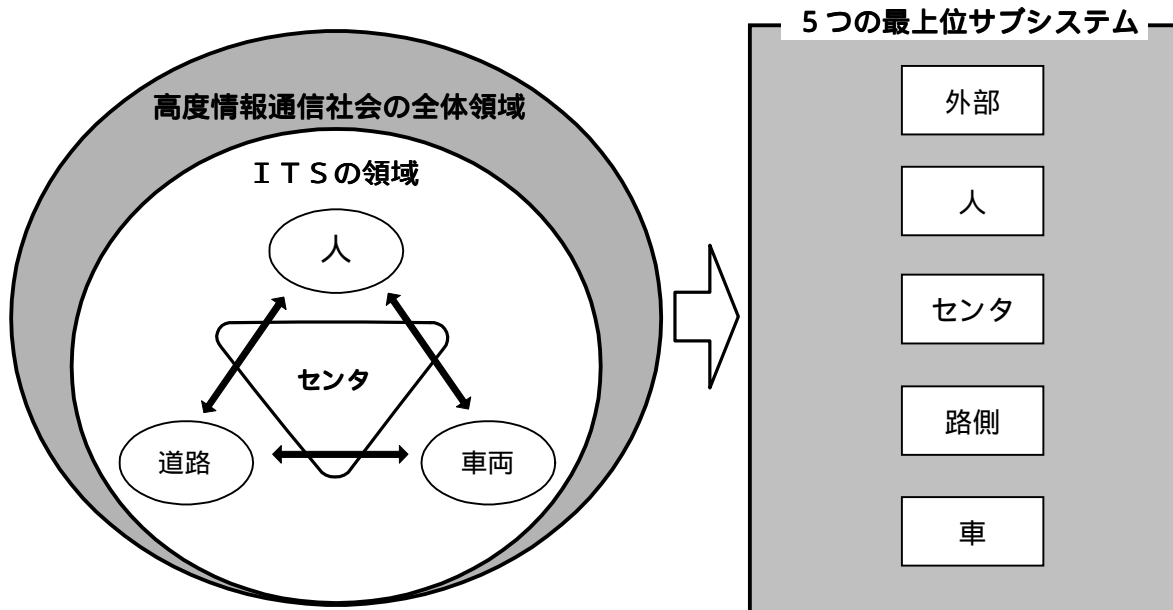 高度情報通信社会の全体領域
ＩＴＳの領域
人
センタ
道路
車両
５つの最上位サブシステム
外部
人
センタ
路側
車